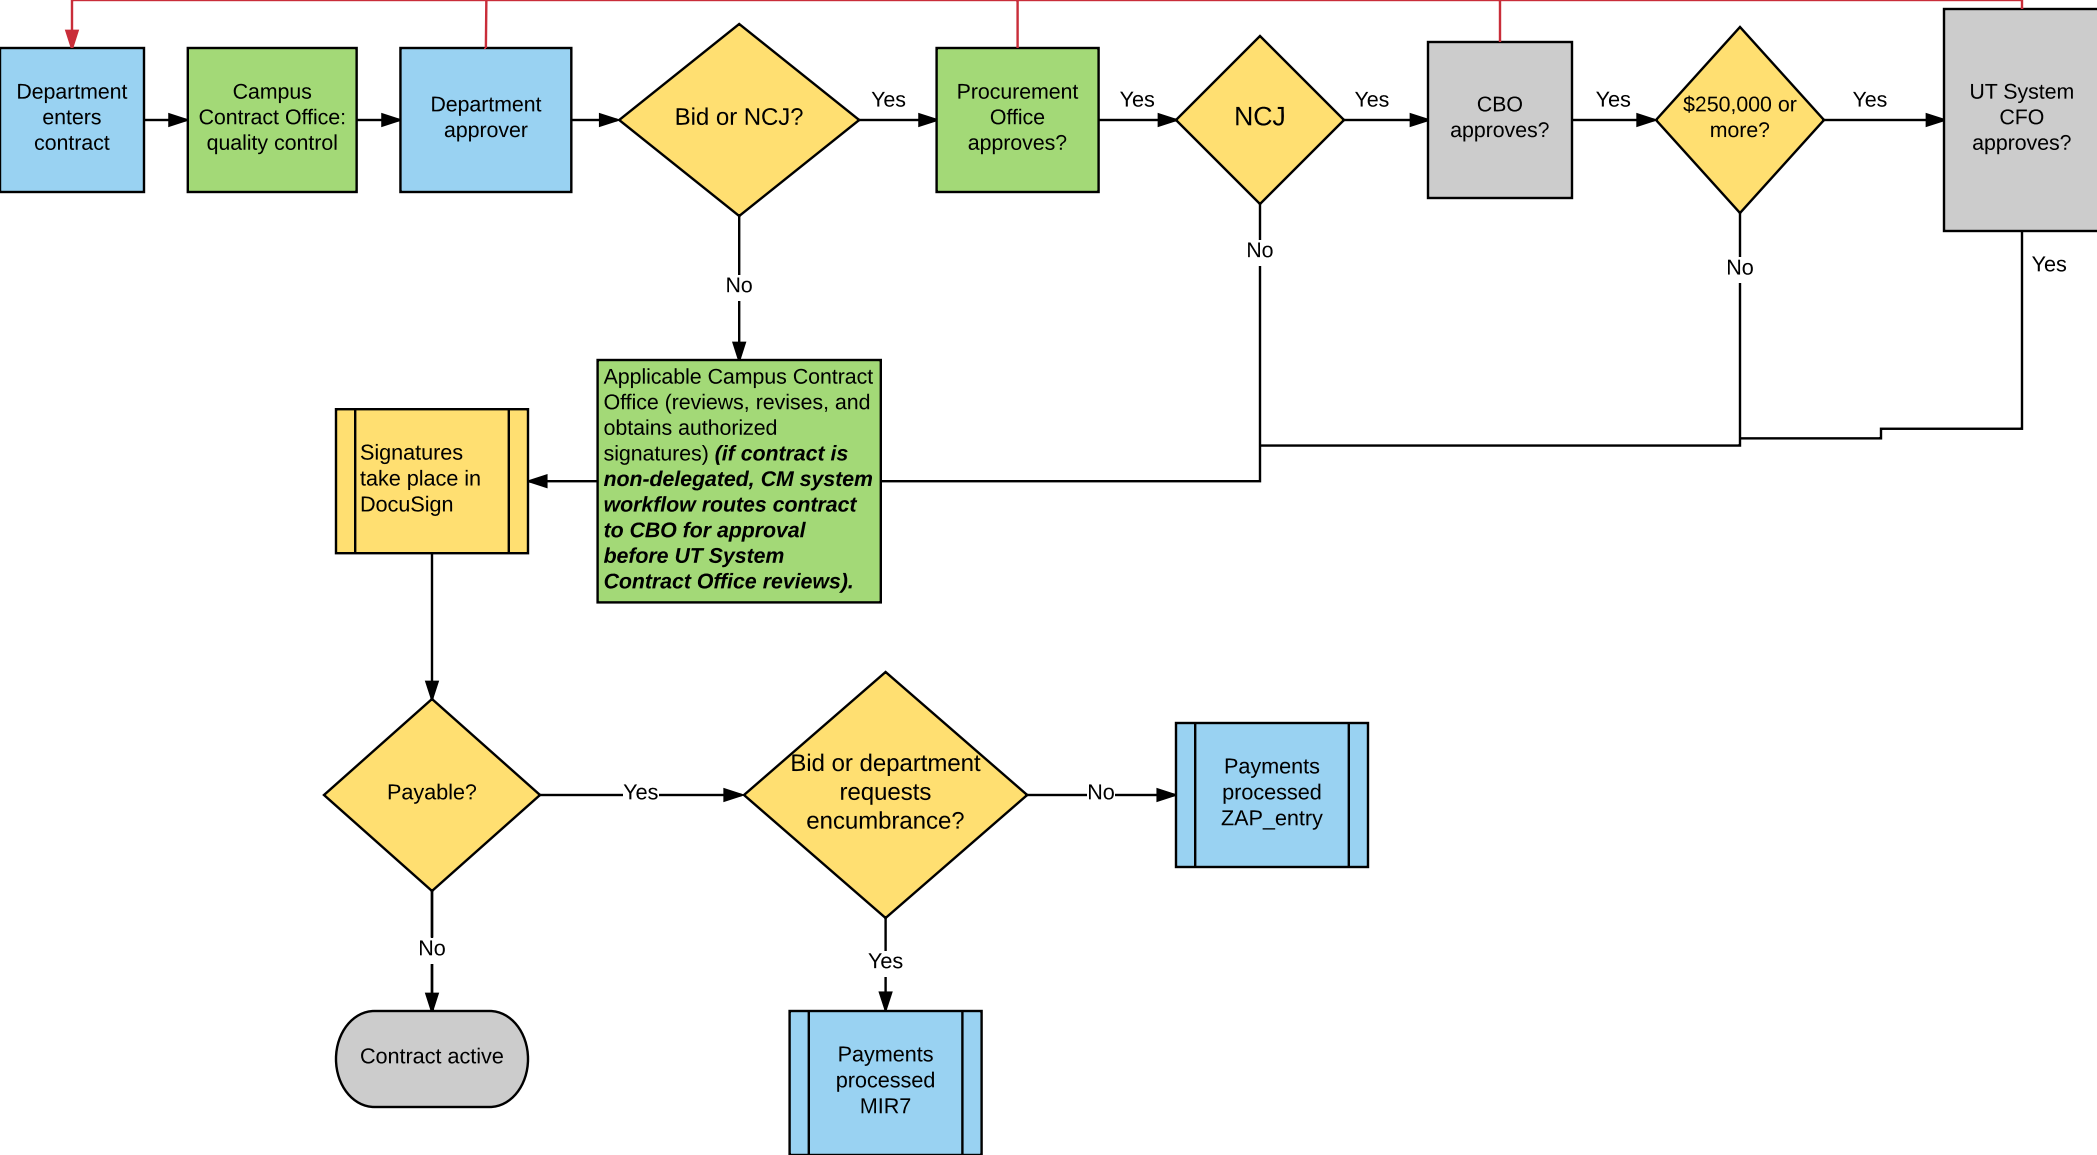 Department
enters
contract
Campus
Contract Office:
quality control
Department
approver
Bid or NCJ?
Yes
Procurement
Office
approves?
Yes
NCJ
Yes
CBO
approves?
Yes
$250,000 or
more?
Yes
UT System
CFO
approves?
No
No
No
Yes
Applicable Campus Contract
Office (reviews, revises, and
obtains authorized
signatures) (if contract is
non-delegated, CM system
workflow routes contract
to CBO for approval
before UT System
Contract Office reviews).
Signatures
take place in
DocuSign
Payable?
Yes
Bid or department
requests
encumbrance?
No
Payments
processed
ZAP_entry
No
Yes
Contract active
Payments
processed
MIR7